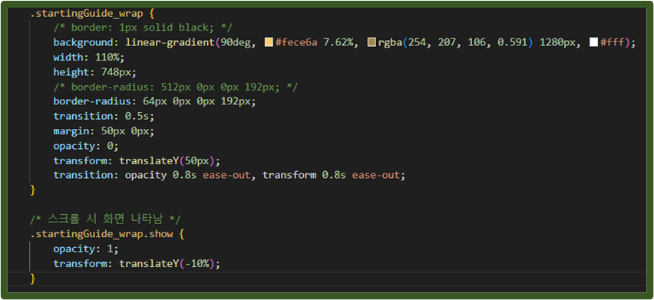 .startingGuide_wrap {
/* border: 1px solid black; */
background: linear-gradient(90deg, #fece6a 7.62%, rgba(254, 207, 106, 0.591) 1280px, #fff);
width: 110%;
height: 748px;
/* border-radius: 512px 0px 0px 192px; */
border-radius: 64px 0px 0px 192px;
transition: 0.5s;
margin: 50px 0px;
opacity: 0;
transform: translateY(50px);
transition: opacity 0.8s ease-out, transform 0.8s ease-out;
}
/* 스크롤 시 화면 나타남 */
.startingGuide_wrap.show {
opacity: 1;
transform: translateY(-10%);
}